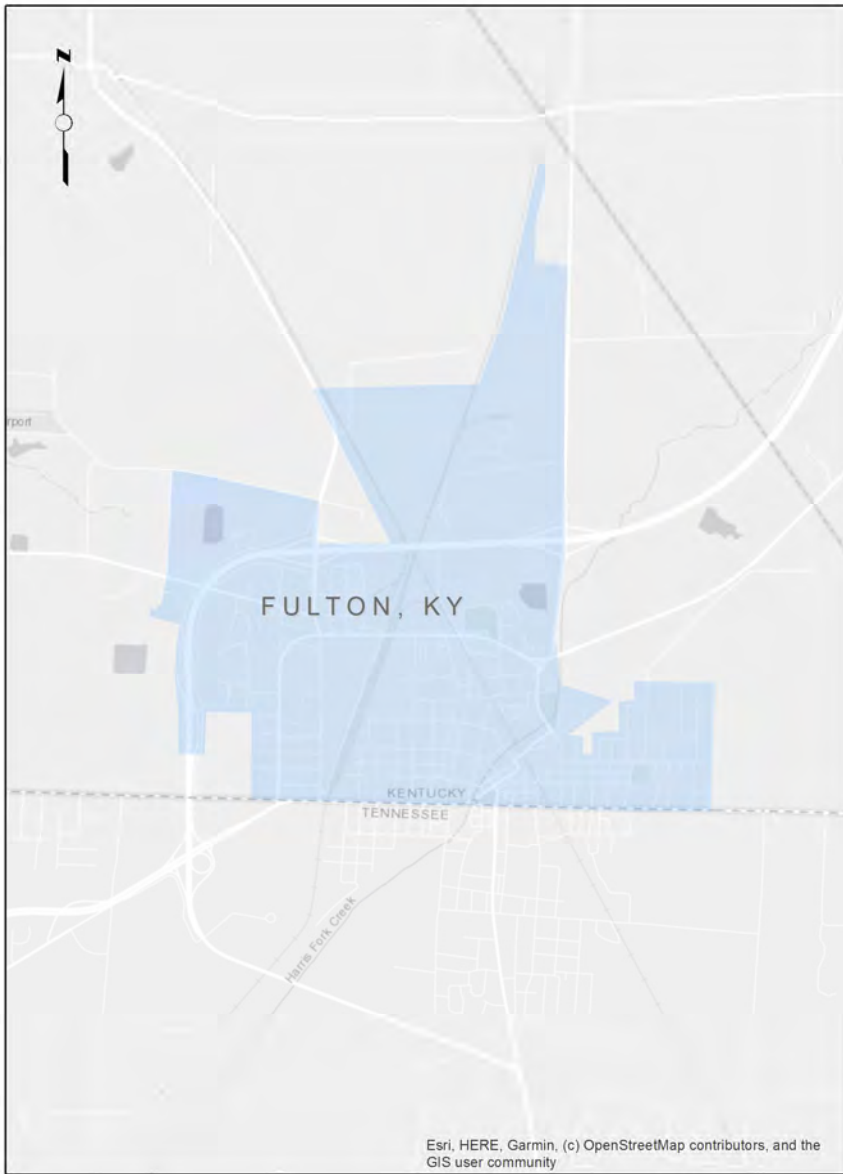 N
rport
FULTON, KY
KENTUCKY
TENNESSEE
Harris Fork Creek
Esri, HERE, Garmin, (c) OpenStreetMap contributors, and the
GIS user community